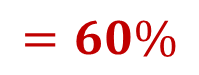 = 60%